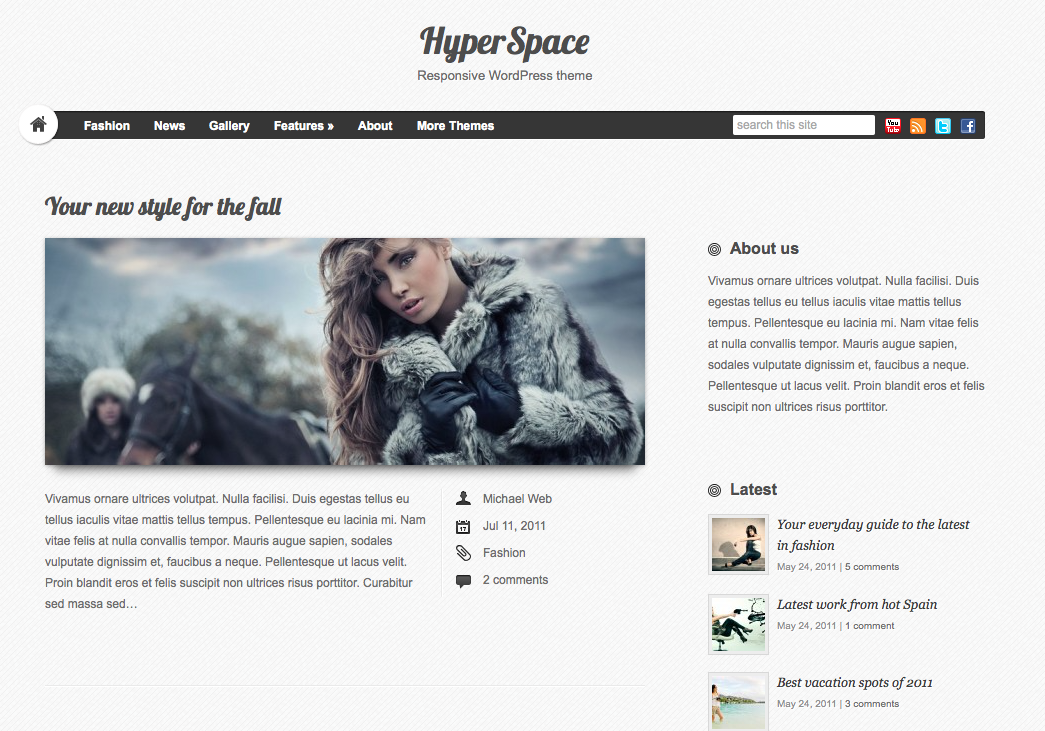 HyperSpace
Responsive WordPress theme
Fashion News Gallery Features » About More Themes
search this site
You
Tube
Your new style for the fall
Vivamus ornare ultrices volutpat. Nulla facilisi. Duis egestas tellus eu
tellus iaculis vitae mattis tellus tempus. Pellentesque eu lacinia mi. Nam
vitae felis at nulla convallis tempor. Mauris augue sapien, sodales
vulputate dignissim et, faucibus a neque. Pellentesque ut lacus velit.
Proin blandit eros et felis suscipit non ultrices risus porttitor. Curabitur
sed massa sed…
Michael Web
17
Jul 11, 2011
Fashion
2 comments
About us
Vivamus ornare ultrices volutpat. Nulla facilisi. Duis
egestas tellus eu tellus iaculis vitae mattis tellus
tempus. Pellentesque eu lacinia mi. Nam vitae felis
at nulla convallis tempor. Mauris augue sapien,
sodales vulputate dignissim et, faucibus a neque.
Pellentesque ut lacus velit. Proin blandit eros et felis
suscipit non ultrices risus porttitor.
Latest
Your everyday guide to the latest
in fashion
May 24, 2011 | 5 comments
Latest work from hot Spain
May 24, 2011 | 1 comment
Best vacation spots of 2011
May 24, 2011 | 3 comments